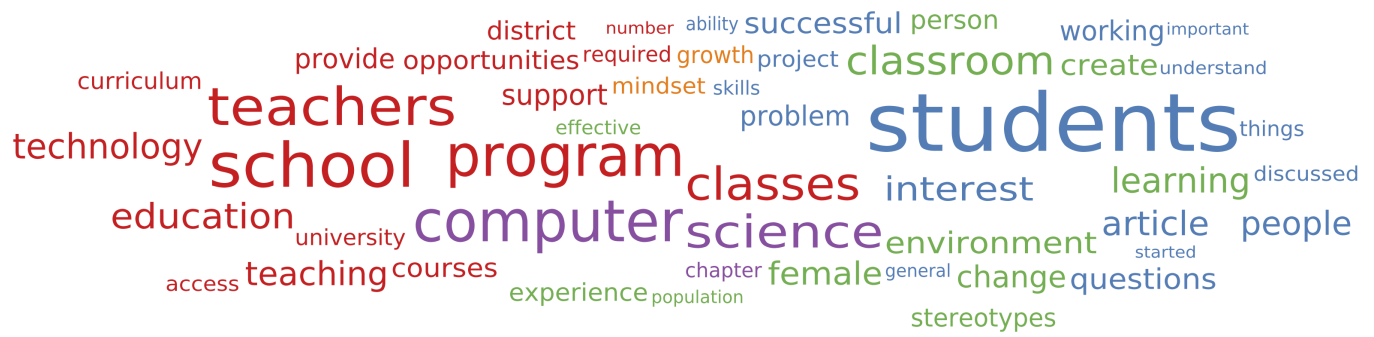 district number ability successful person working important
provide opportunities required growth project classroom create understand
curriculum teachers support mindset skills problem students things
technology school effective program classes interest learning discussed
education university computer science environment article people
started
access teaching courses chapter female general change questions
experience population
stereotypes